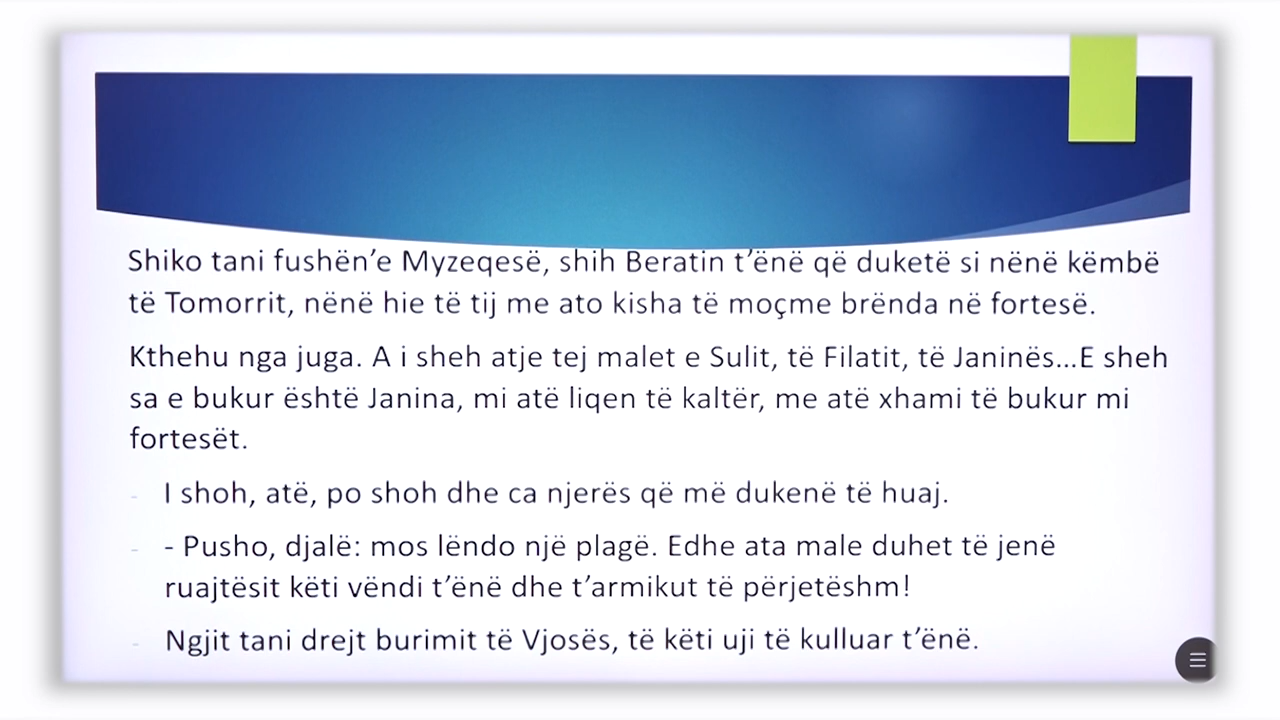 Shiko tani fushën’e Myzeqesë, shih Beratin t’ënë që duketë si nënë këmbë
të Tomorrit, nënë hie të tij me ato kisha të moçme brënda në fortesë.
Kthehu nga juga. A i sheh atje tej malet e Sulit, të Filatit, të Janinës...E sheh
sa e bukur është Janina, mi atë liqen të kaltër, me atë xhami të bukur mi
fortesët.
- I shoh, atë, po shoh dhe ca njerës që më dukenë të huaj.
- - Pusho, djalë: mos lëndo një plagë. Edhe ata male duhet të jenë
ruajtësit këti vëndi t’ënë dhe t’armikut të përjetëshm!
- Ngjit tani drejt burimit të Vjosës, të këti uji të kulluar t’ënë.